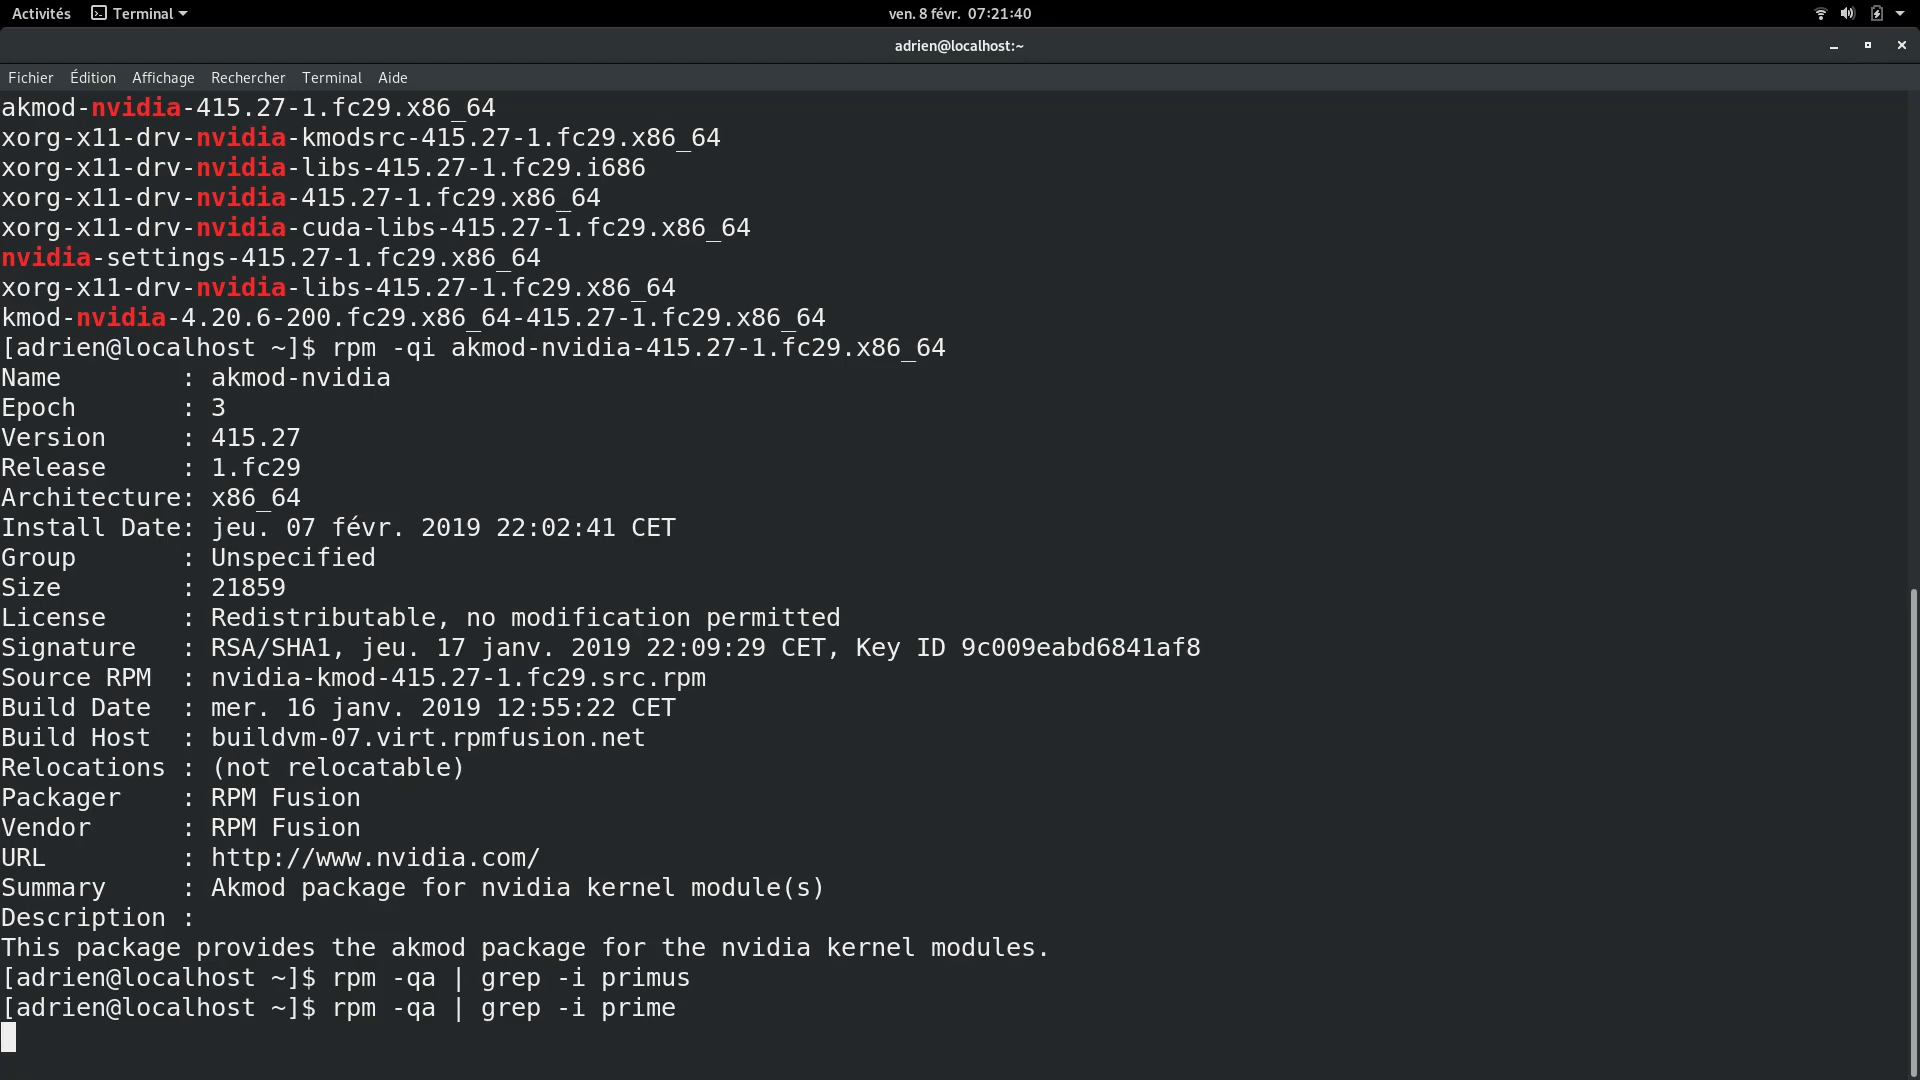 Activités Terminal ven. 8 févr. 07:21:40
adrien@localhost:~
Fichier Édition Affichage Rechercher Terminal Aide
akmod-nvidia-415.27-1.fc29.x86_64
xorg-x11-drv-nvidia-kmodsrc-415.27-1.fc29.x86_64
xorg-x11-drv-nvidia-libs-415.27-1.fc29.i686
xorg-x11-drv-nvidia-415.27-1.fc29.x86_64
xorg-x11-drv-nvidia-cuda-libs-415.27-1.fc29.x86_64
nvidia-settings-415.27-1.fc29.x86_64
xorg-x11-drv-nvidia-libs-415.27-1.fc29.x86_64
kmod-nvidia-4.20.6-200.fc29.x86_64-415.27-1.fc29.x86_64
[adrien@localhost ~]$ rpm -qi akmod-nvidia-415.27-1.fc29.x86_64
Name        : akmod-nvidia
Epoch       : 3
Version     : 415.27
Release     : 1.fc29
Architecture: x86_64
Install Date: jeu. 07 févr. 2019 22:02:41 CET
Group       : Unspecified
Size        : 21859
License     : Redistributable, no modification permitted
Signature   : RSA/SHA1, jeu. 17 janv. 2019 22:09:29 CET, Key ID 9c009eabd6841af8
Source RPM  : nvidia-kmod-415.27-1.fc29.src.rpm
Build Date  : mer. 16 janv. 2019 12:55:22 CET
Build Host  : buildvm-07.virt.rpmfusion.net
Relocations : (not relocatable)
Packager    : RPM Fusion
Vendor      : RPM Fusion
URL         : http://www.nvidia.com/
Summary     : Akmod package for nvidia kernel module(s)
Description :
This package provides the akmod package for the nvidia kernel modules.
[adrien@localhost ~]$ rpm -qa | grep -i primus
[adrien@localhost ~]$ rpm -qa | grep -i prime